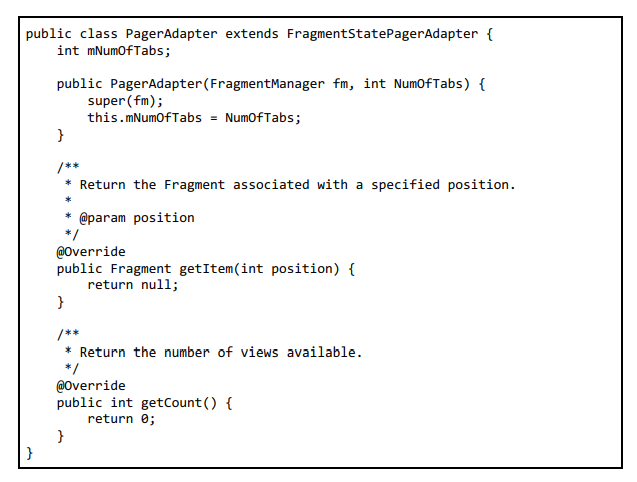 public class PagerAdapter extends FragmentStatePagerAdapter {
    int mNumOfTabs;

    public PagerAdapter(FragmentManager fm, int NumOfTabs) {
        super(fm);
        this.mNumOfTabs = NumOfTabs;
    }

    /**
     * Return the Fragment associated with a specified position.
     *
     * @param position
     */
    @Override
    public Fragment getItem(int position) {
        return null;
    }

    /**
     * Return the number of views available.
     */
    @Override
    public int getCount() {
        return 0;
    }
}